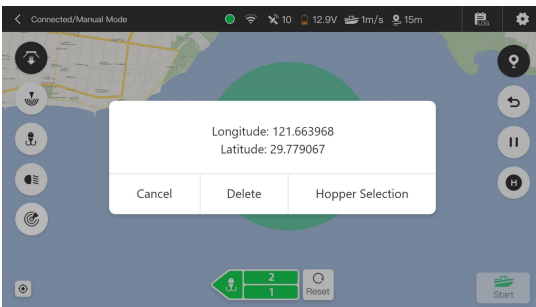 Connected/Manual Mode
10
12.9V
1m/s
15m
LOG
Longitude: 121.663968
Latitude: 29.779067
Cancel
Delete
Hopper Selection
H
2
1
Reset
Start